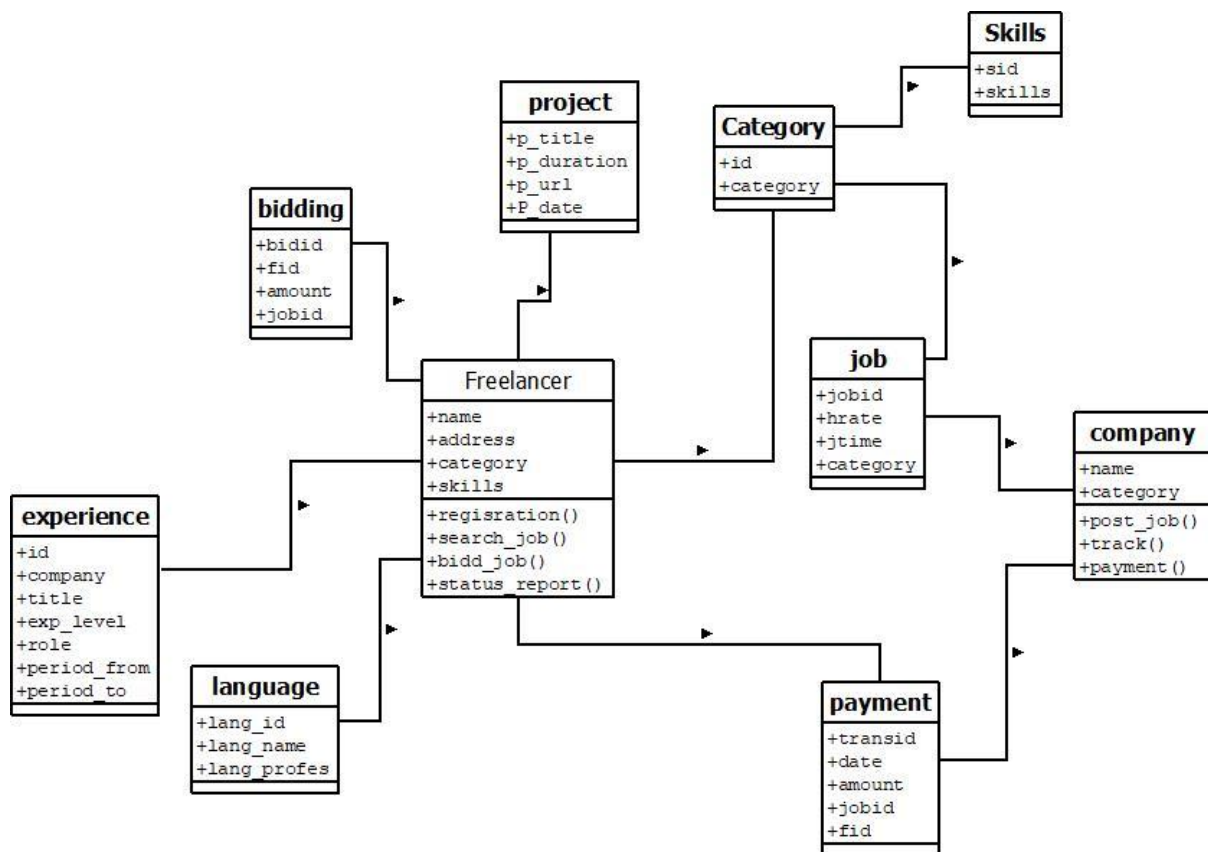 Skills
+sid
+skills
project
+p_title
+p_duration
+p_url
+P_date
Category
+id
+category
bidding
+bidid
+fid
+amount
+jobid
Freelancer
+name
+address
+category
+skills
+regisration()
+search_job()
+bidd_job()
+status_report()
job
+jobid
+hrate
+jtime
+category
company
+name
+category
+post_job()
+track()
+payment()
experience
+id
+company
+title
+exp_level
+role
+period_from
+period_to
language
+lang_id
+lang_name
+lang_profes
payment
+transid
+date
+amount
+jobid
+fid